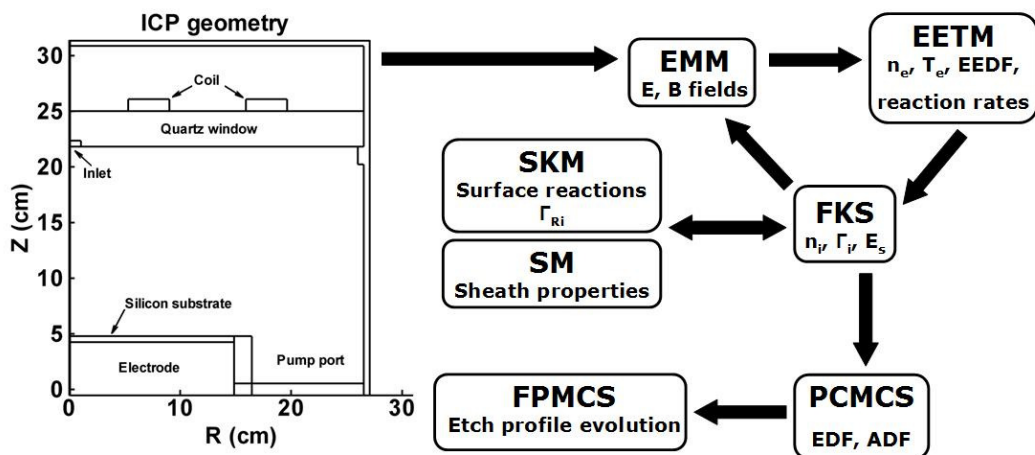 ICP geometry
30
25
20
15
10
5
0
Z (cm)
Coil
Quartz window
Inlet
Silicon substrate
Electrode
Pump port
0
10
20
30
R (cm)
EMM
E, B fields
EETM
nₑ, Tₑ, EEDF,
reaction rates
SKM
Surface reactions
Γ_Ri
SM
Sheath properties
FKS
nᵢ, Γᵢ, Eₛ
FPMCS
Etch profile evolution
PCMCS
EDF, ADF